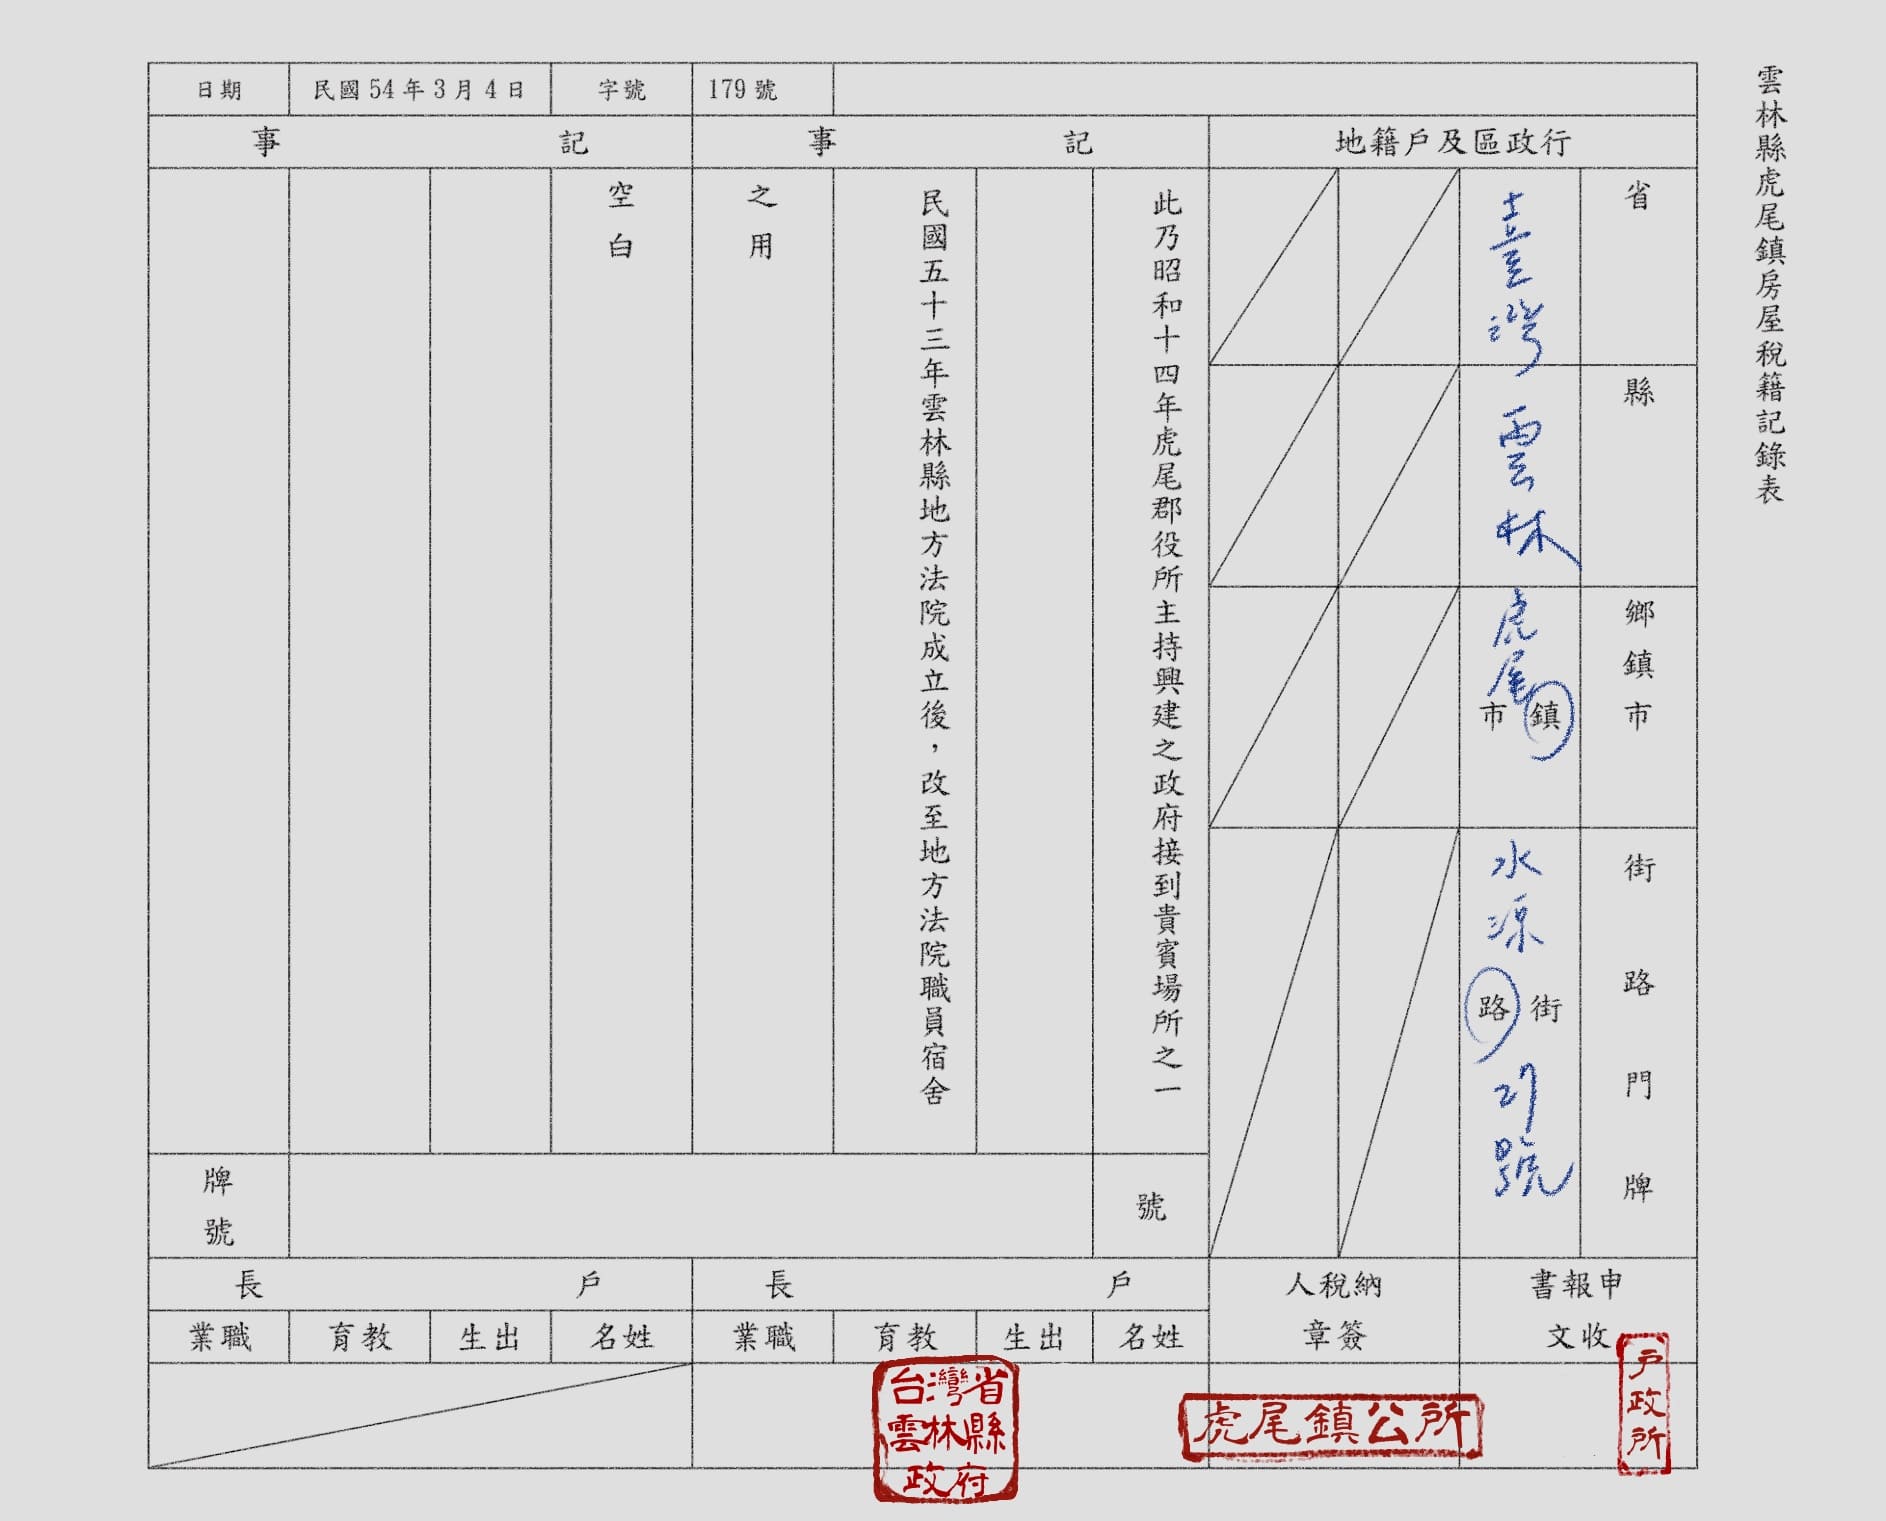 雲林縣虎尾鎮房屋稅籍記錄表
日期 民國54年3月4日 字號 179號
行政區及戶籍地
省
臺灣
縣
雲林
鄉鎮市
虎尾
鎮 市
街路門牌
水源
街 路
號
記事
此乃昭和十四年虎尾郡役所主持興建之政府接到貴賓場所之一
民國五十三年雲林縣地方法院成立後，改至地方法院職員宿舍
之用
記事
空白
號
牌號
申報書
收文
納稅人
簽章
戶長
姓名 出生 教育 職業
戶長
姓名 出生 教育 職業
戶政所
虎尾鎮公所
台灣省
雲林縣
政府